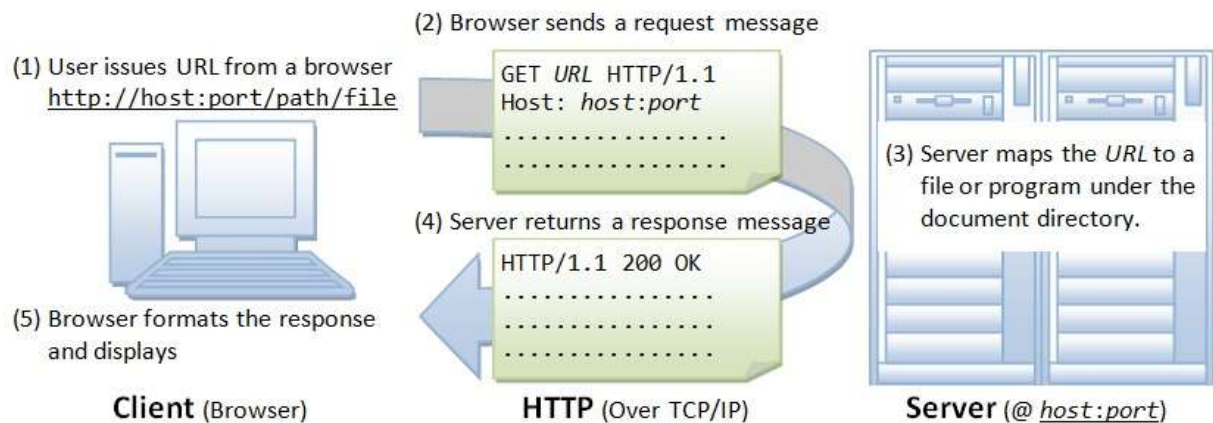 (1) User issues URL from a browser
http://host:port/path/file
(2) Browser sends a request message
GET URL HTTP/1.1
Host: host:port
.................
.................
(3) Server maps the URL to a
file or program under the
document directory.
(4) Server returns a response message
HTTP/1.1 200 OK
................
................
................
(5) Browser formats the response
and displays
Client (Browser)
HTTP (Over TCP/IP)
Server (@ host:port)